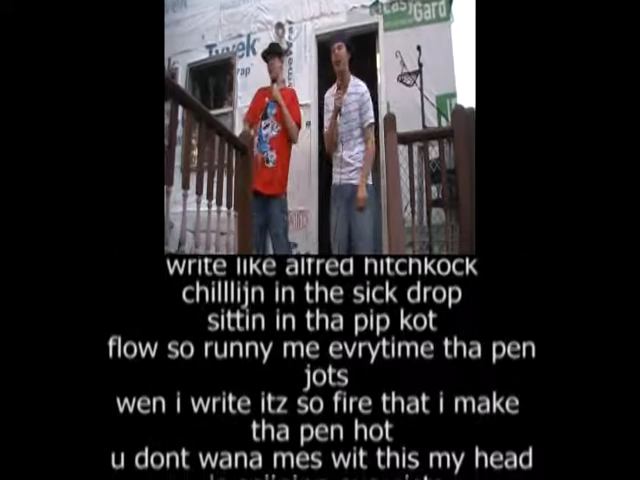 Tyvek
GARD
write like alfred hitchkock
chilllijn in the sick drop
sittin in tha pip kot
flow so runny me evrytime tha pen
jots
wen i write itz so fire that i make
tha pen hot
u dont wana mes wit this my head